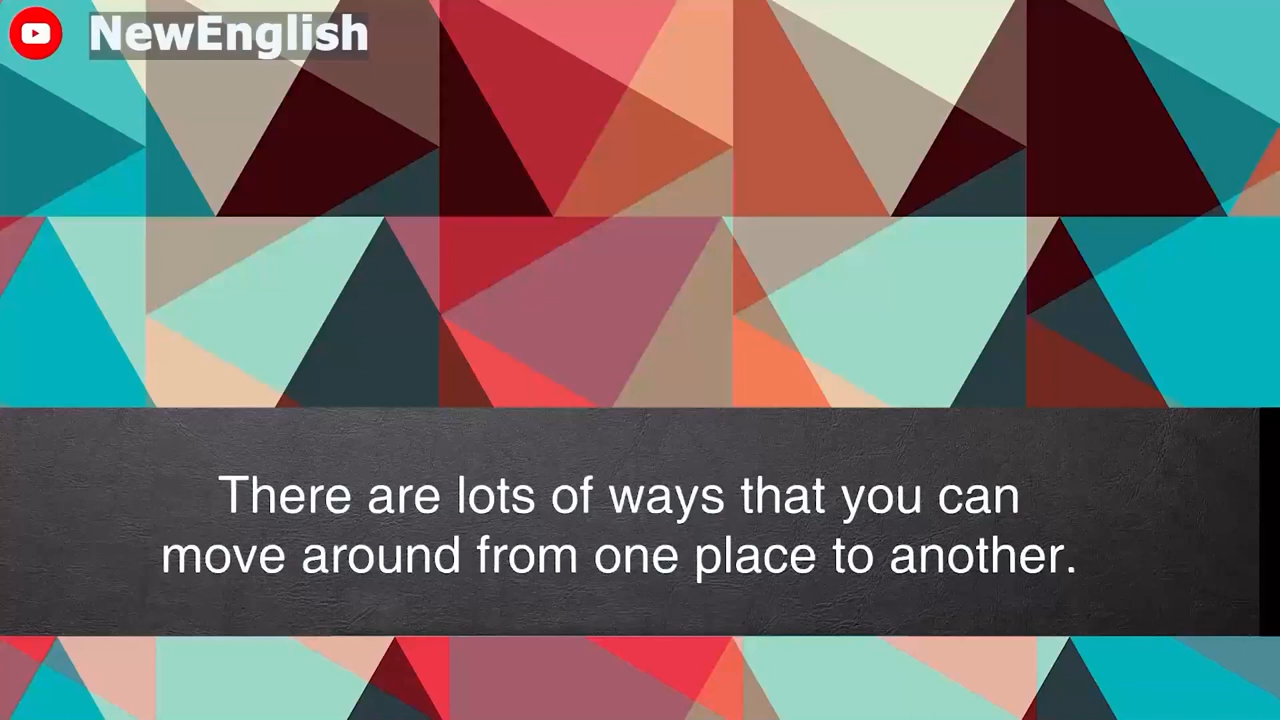 NewEnglish
There are lots of ways that you can
move around from one place to another.